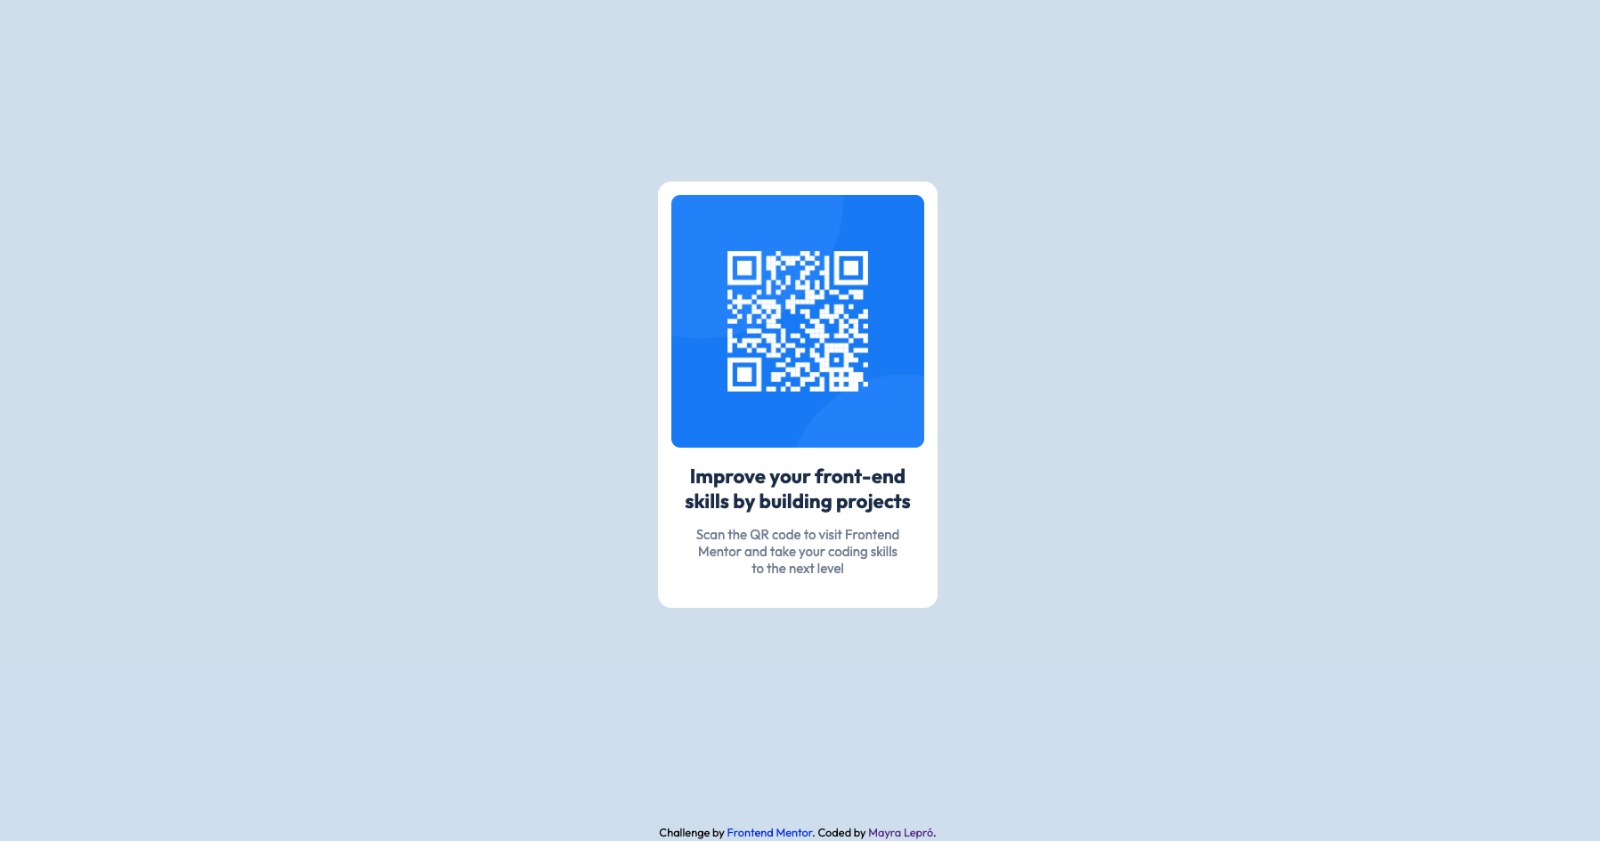 Improve your front-end
skills by building projects
Scan the QR code to visit Frontend
Mentor and take your coding skills
to the next level
Challenge by Frontend Mentor. Coded by Mayra Lepró.